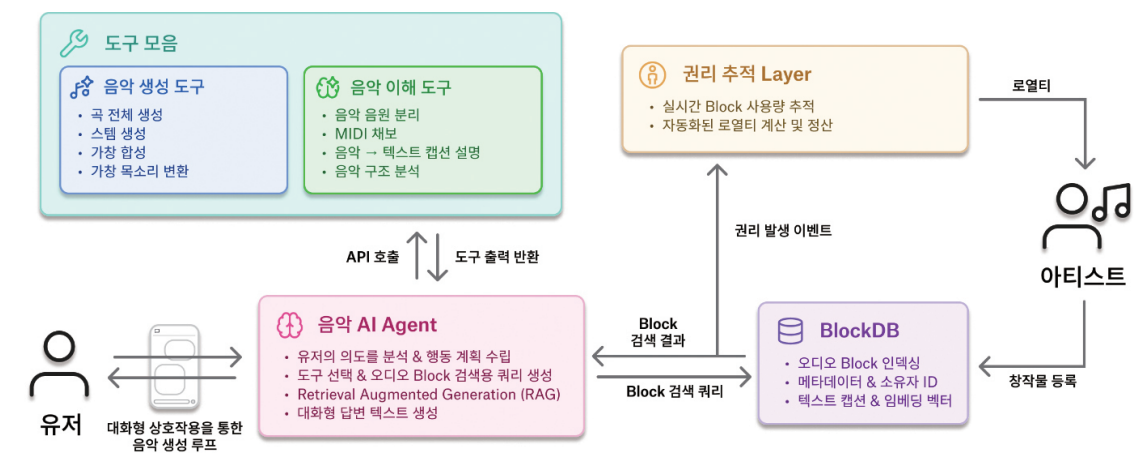 도구 모음
음악 생성 도구
• 곡 전체 생성
• 스템 생성
• 가창 합성
• 가창 목소리 변환
음악 이해 도구
• 음악 음원 분리
• MIDI 채보
• 음악 → 텍스트 캡션 설명
• 음악 구조 분석
권리 추적 Layer
• 실시간 Block 사용량 추적
• 자동화된 로열티 계산 및 정산
로열티
아티스트
권리 발생 이벤트
API 호출
도구 출력 반환
음악 AI Agent
• 유저의 의도를 분석 & 행동 계획 수립
• 도구 선택 & 오디오 Block 검색용 쿼리 생성
• Retrieval Augmented Generation (RAG)
• 대화형 답변 텍스트 생성
Block
검색 결과
Block 검색 쿼리
BlockDB
• 오디오 Block 인덱싱
• 메타데이터 & 소유자 ID
• 텍스트 캡션 & 임베딩 벡터
창작물 등록
유저
대화형 상호작용을 통한
음악 생성 루프